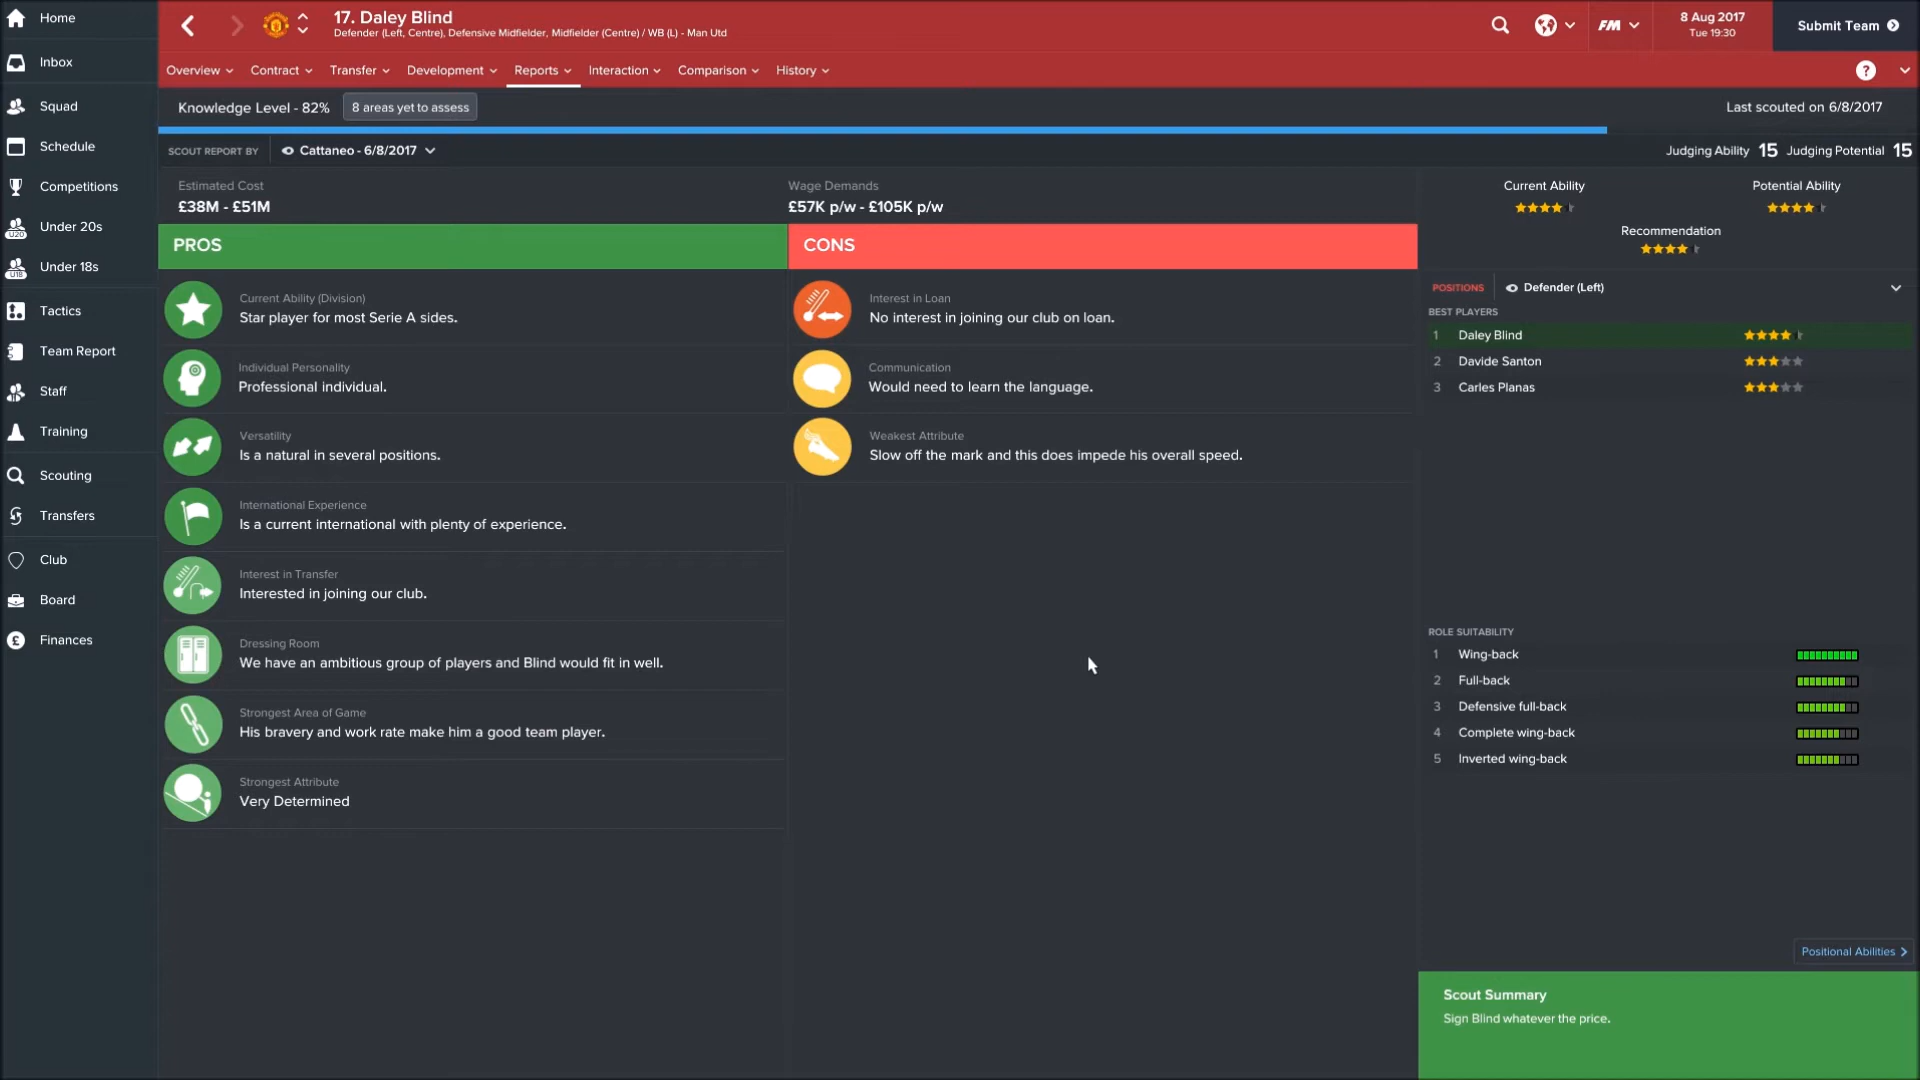 Home
Inbox
Squad
Schedule
Competitions
U20
Under 20s
U18
Under 18s
Tactics
Team Report
Staff
Training
Scouting
Transfers
Club
Board
£
Finances
17. Daley Blind
Defender (Left, Centre), Defensive Midfielder, Midfielder (Centre) / WB (L) - Man Utd
FM
8 Aug 2017
Tue 19:30
Submit Team
Overview
Contract
Transfer
Development
Reports
Interaction
Comparison
History
?
Knowledge Level - 82%
8 areas yet to assess
Last scouted on 6/8/2017
SCOUT REPORT BY
Cattaneo - 6/8/2017
Judging Ability 15 Judging Potential 15
Estimated Cost
£38M - £51M
Wage Demands
£57K p/w - £105K p/w
PROS
Current Ability (Division)
Star player for most Serie A sides.
Individual Personality
Professional individual.
Versatility
Is a natural in several positions.
International Experience
Is a current international with plenty of experience.
Interest in Transfer
Interested in joining our club.
Dressing Room
We have an ambitious group of players and Blind would fit in well.
Strongest Area of Game
His bravery and work rate make him a good team player.
Strongest Attribute
Very Determined
CONS
Interest in Loan
No interest in joining our club on loan.
Communication
Would need to learn the language.
Weakest Attribute
Slow off the mark and this does impede his overall speed.
Current Ability
Potential Ability
Recommendation
POSITIONS
Defender (Left)
BEST PLAYERS
1 Daley Blind
2 Davide Santon
3 Carles Planas
ROLE SUITABILITY
1 Wing-back
2 Full-back
3 Defensive full-back
4 Complete wing-back
5 Inverted wing-back
Positional Abilities
Scout Summary
Sign Blind whatever the price.